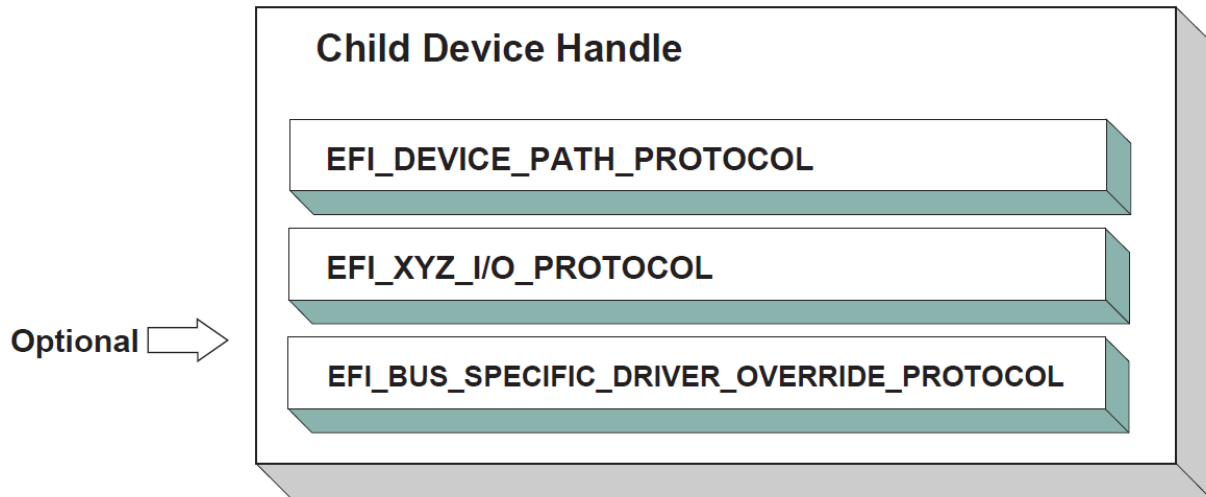 Child Device Handle
EFI_DEVICE_PATH_PROTOCOL
EFI_XYZ_I/O_PROTOCOL
Optional
EFI_BUS_SPECIFIC_DRIVER_OVERRIDE_PROTOCOL